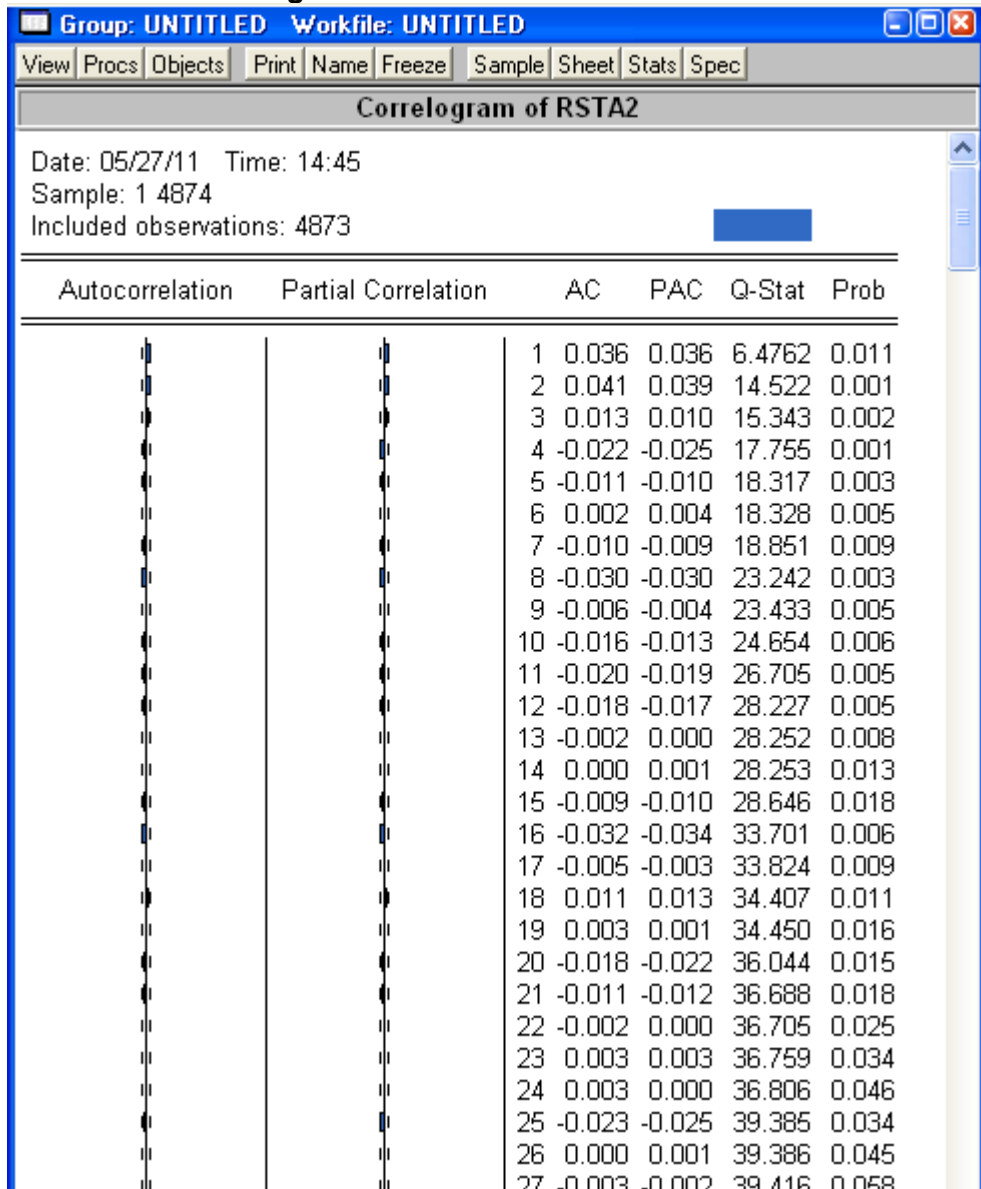 Group: UNTITLED Workfile: UNTITLED
View Procs Objects Print Name Freeze Sample Sheet Stats Spec
Correlogram of RSTA2
Date: 05/27/11 Time: 14:45
Sample: 1 4874
Included observations: 4873
Autocorrelation Partial Correlation AC PAC Q-Stat Prob
1 0.036 0.036 6.4762 0.011
2 0.041 0.039 14.522 0.001
3 0.013 0.010 15.343 0.002
4 -0.022 -0.025 17.755 0.001
5 -0.011 -0.010 18.317 0.003
6 0.002 0.004 18.328 0.005
7 -0.010 -0.009 18.851 0.009
8 -0.030 -0.030 23.242 0.003
9 -0.006 -0.004 23.433 0.005
10 -0.016 -0.013 24.654 0.006
11 -0.020 -0.019 26.705 0.005
12 -0.018 -0.017 28.227 0.005
13 -0.002 0.000 28.252 0.008
14 0.000 0.001 28.253 0.013
15 -0.009 -0.010 28.646 0.018
16 -0.032 -0.034 33.701 0.006
17 -0.005 -0.003 33.824 0.009
18 0.011 0.013 34.407 0.011
19 0.003 0.001 34.450 0.016
20 -0.018 -0.022 36.044 0.015
21 -0.011 -0.012 36.688 0.018
22 -0.002 0.000 36.705 0.025
23 0.003 0.003 36.759 0.034
24 0.003 0.000 36.806 0.046
25 -0.023 -0.025 39.385 0.034
26 0.000 0.001 39.386 0.045
27 -0.003 -0.002 39.416 0.058